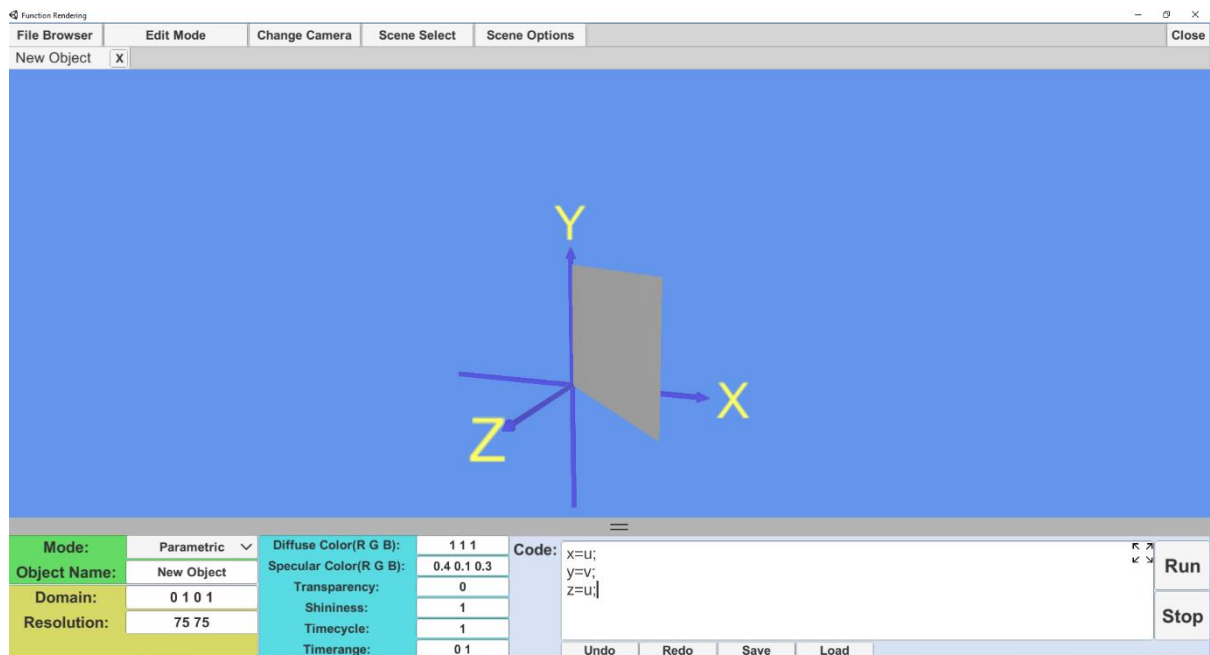 Function Rendering
File Browser Edit Mode Change Camera Scene Select Scene Options Close
New Object X
Y
X
Z
Mode: Parametric
Object Name: New Object
Domain: 0 1 0 1
Resolution: 75 75
Diffuse Color(R G B): 1 1 1
Specular Color(R G B): 0.4 0.1 0.3
Transparency: 0
Shininess: 1
Timecycle: 1
Timerange: 0 1
Code:
x=u;
y=v;
z=u;
Run
Stop
Undo Redo Save Load